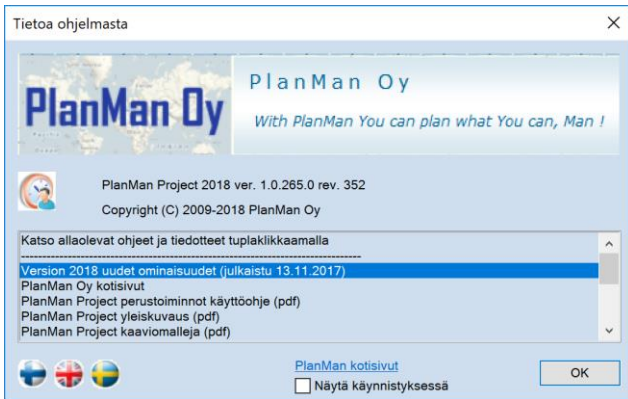 Tietoa ohjelmasta
PlanMan Oy
PlanMan Oy
With PlanMan You can plan what You can, Man !
PlanMan Project 2018 ver. 1.0.265.0 rev. 352
Copyright (C) 2009-2018 PlanMan Oy
Katso allaolevat ohjeet ja tiedotteet tuplaklikkaamalla
--------------------------------------------------------------------------------
Version 2018 uudet ominaisuudet (julkaistu 13.11.2017)
PlanMan Oy kotisivut
PlanMan Project perustoiminnot käyttöohje (pdf)
PlanMan Project yleiskuvaus (pdf)
PlanMan Project kaaviomalleja (pdf)
PlanMan kotisivut
Näytä käynnistyksessä
OK